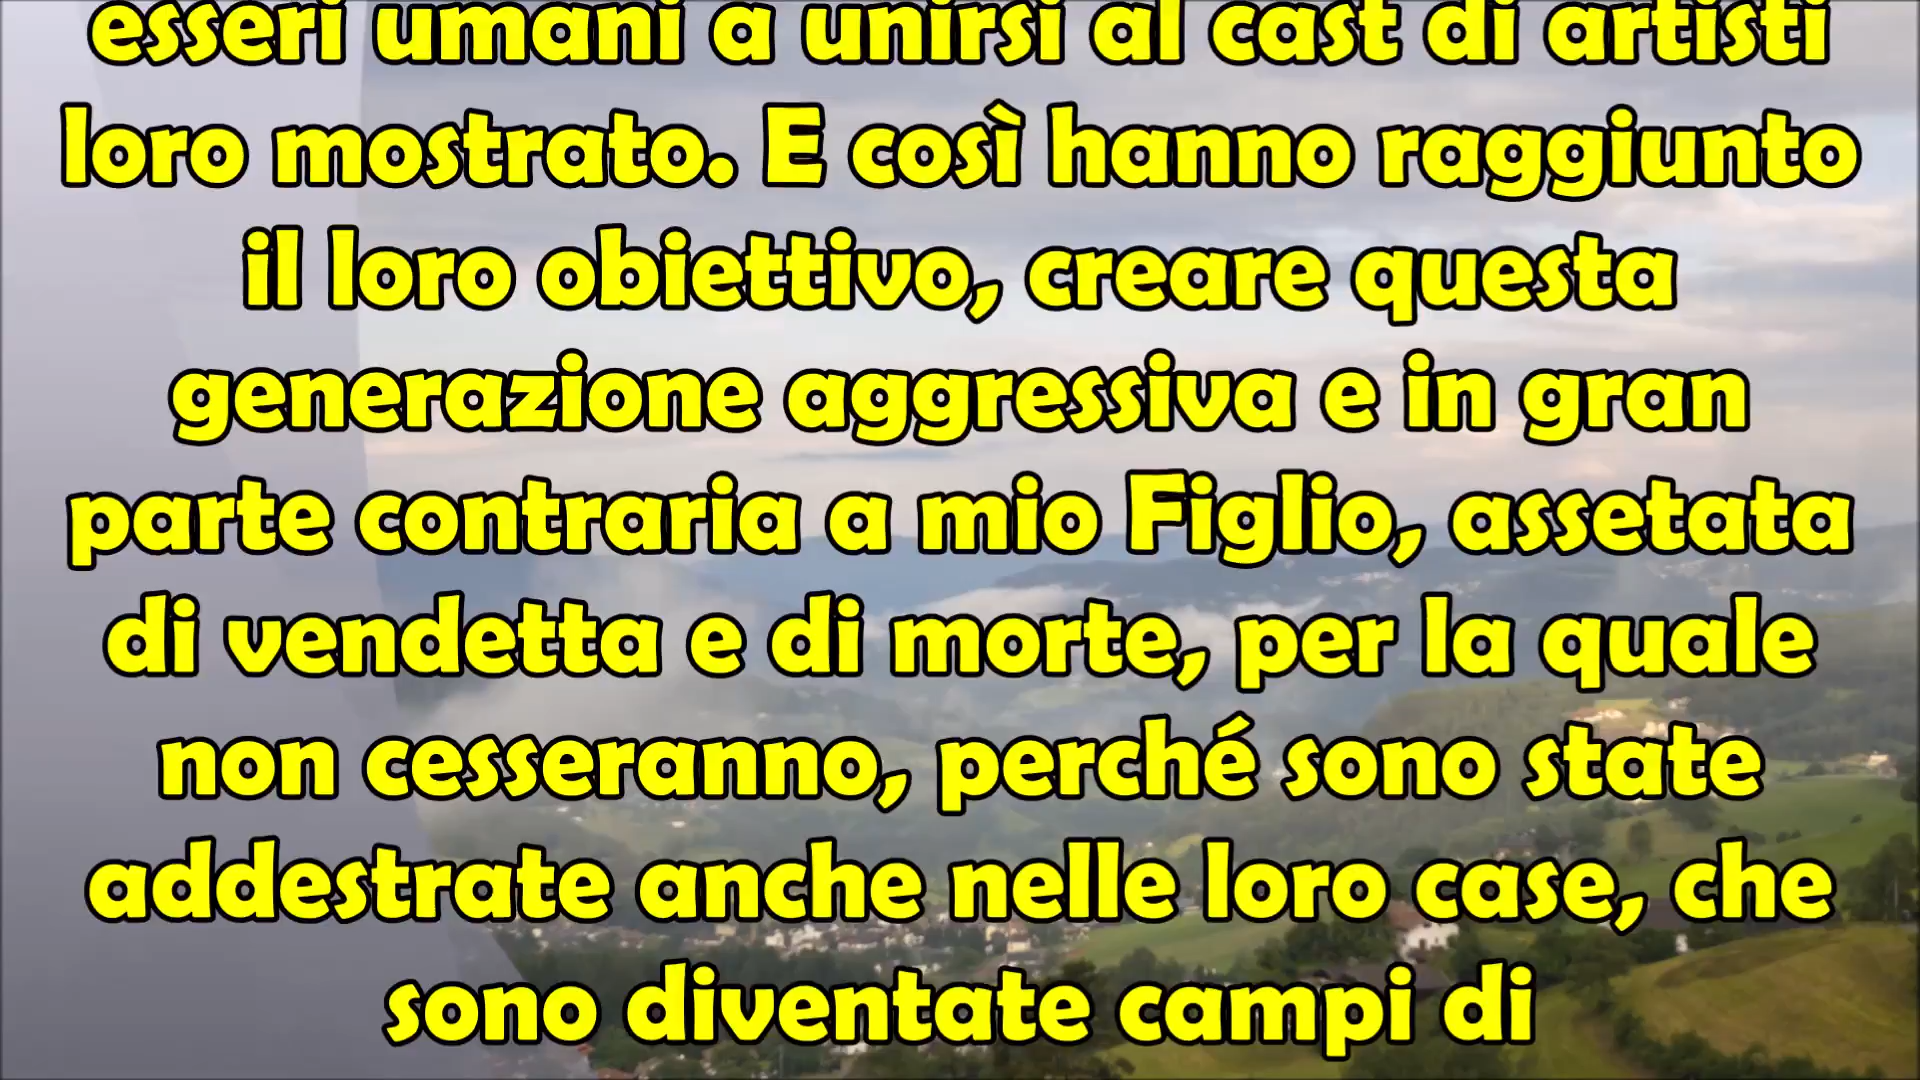 esseri umani a unirsi al cast di artisti
loro mostrato. E così hanno raggiunto
il loro obiettivo, creare questa
generazione aggressiva e in gran
parte contraria a mio Figlio, assetata
di vendetta e di morte, per la quale
non cesseranno, perché sono state
addestrate anche nelle loro case, che
sono diventate campi di